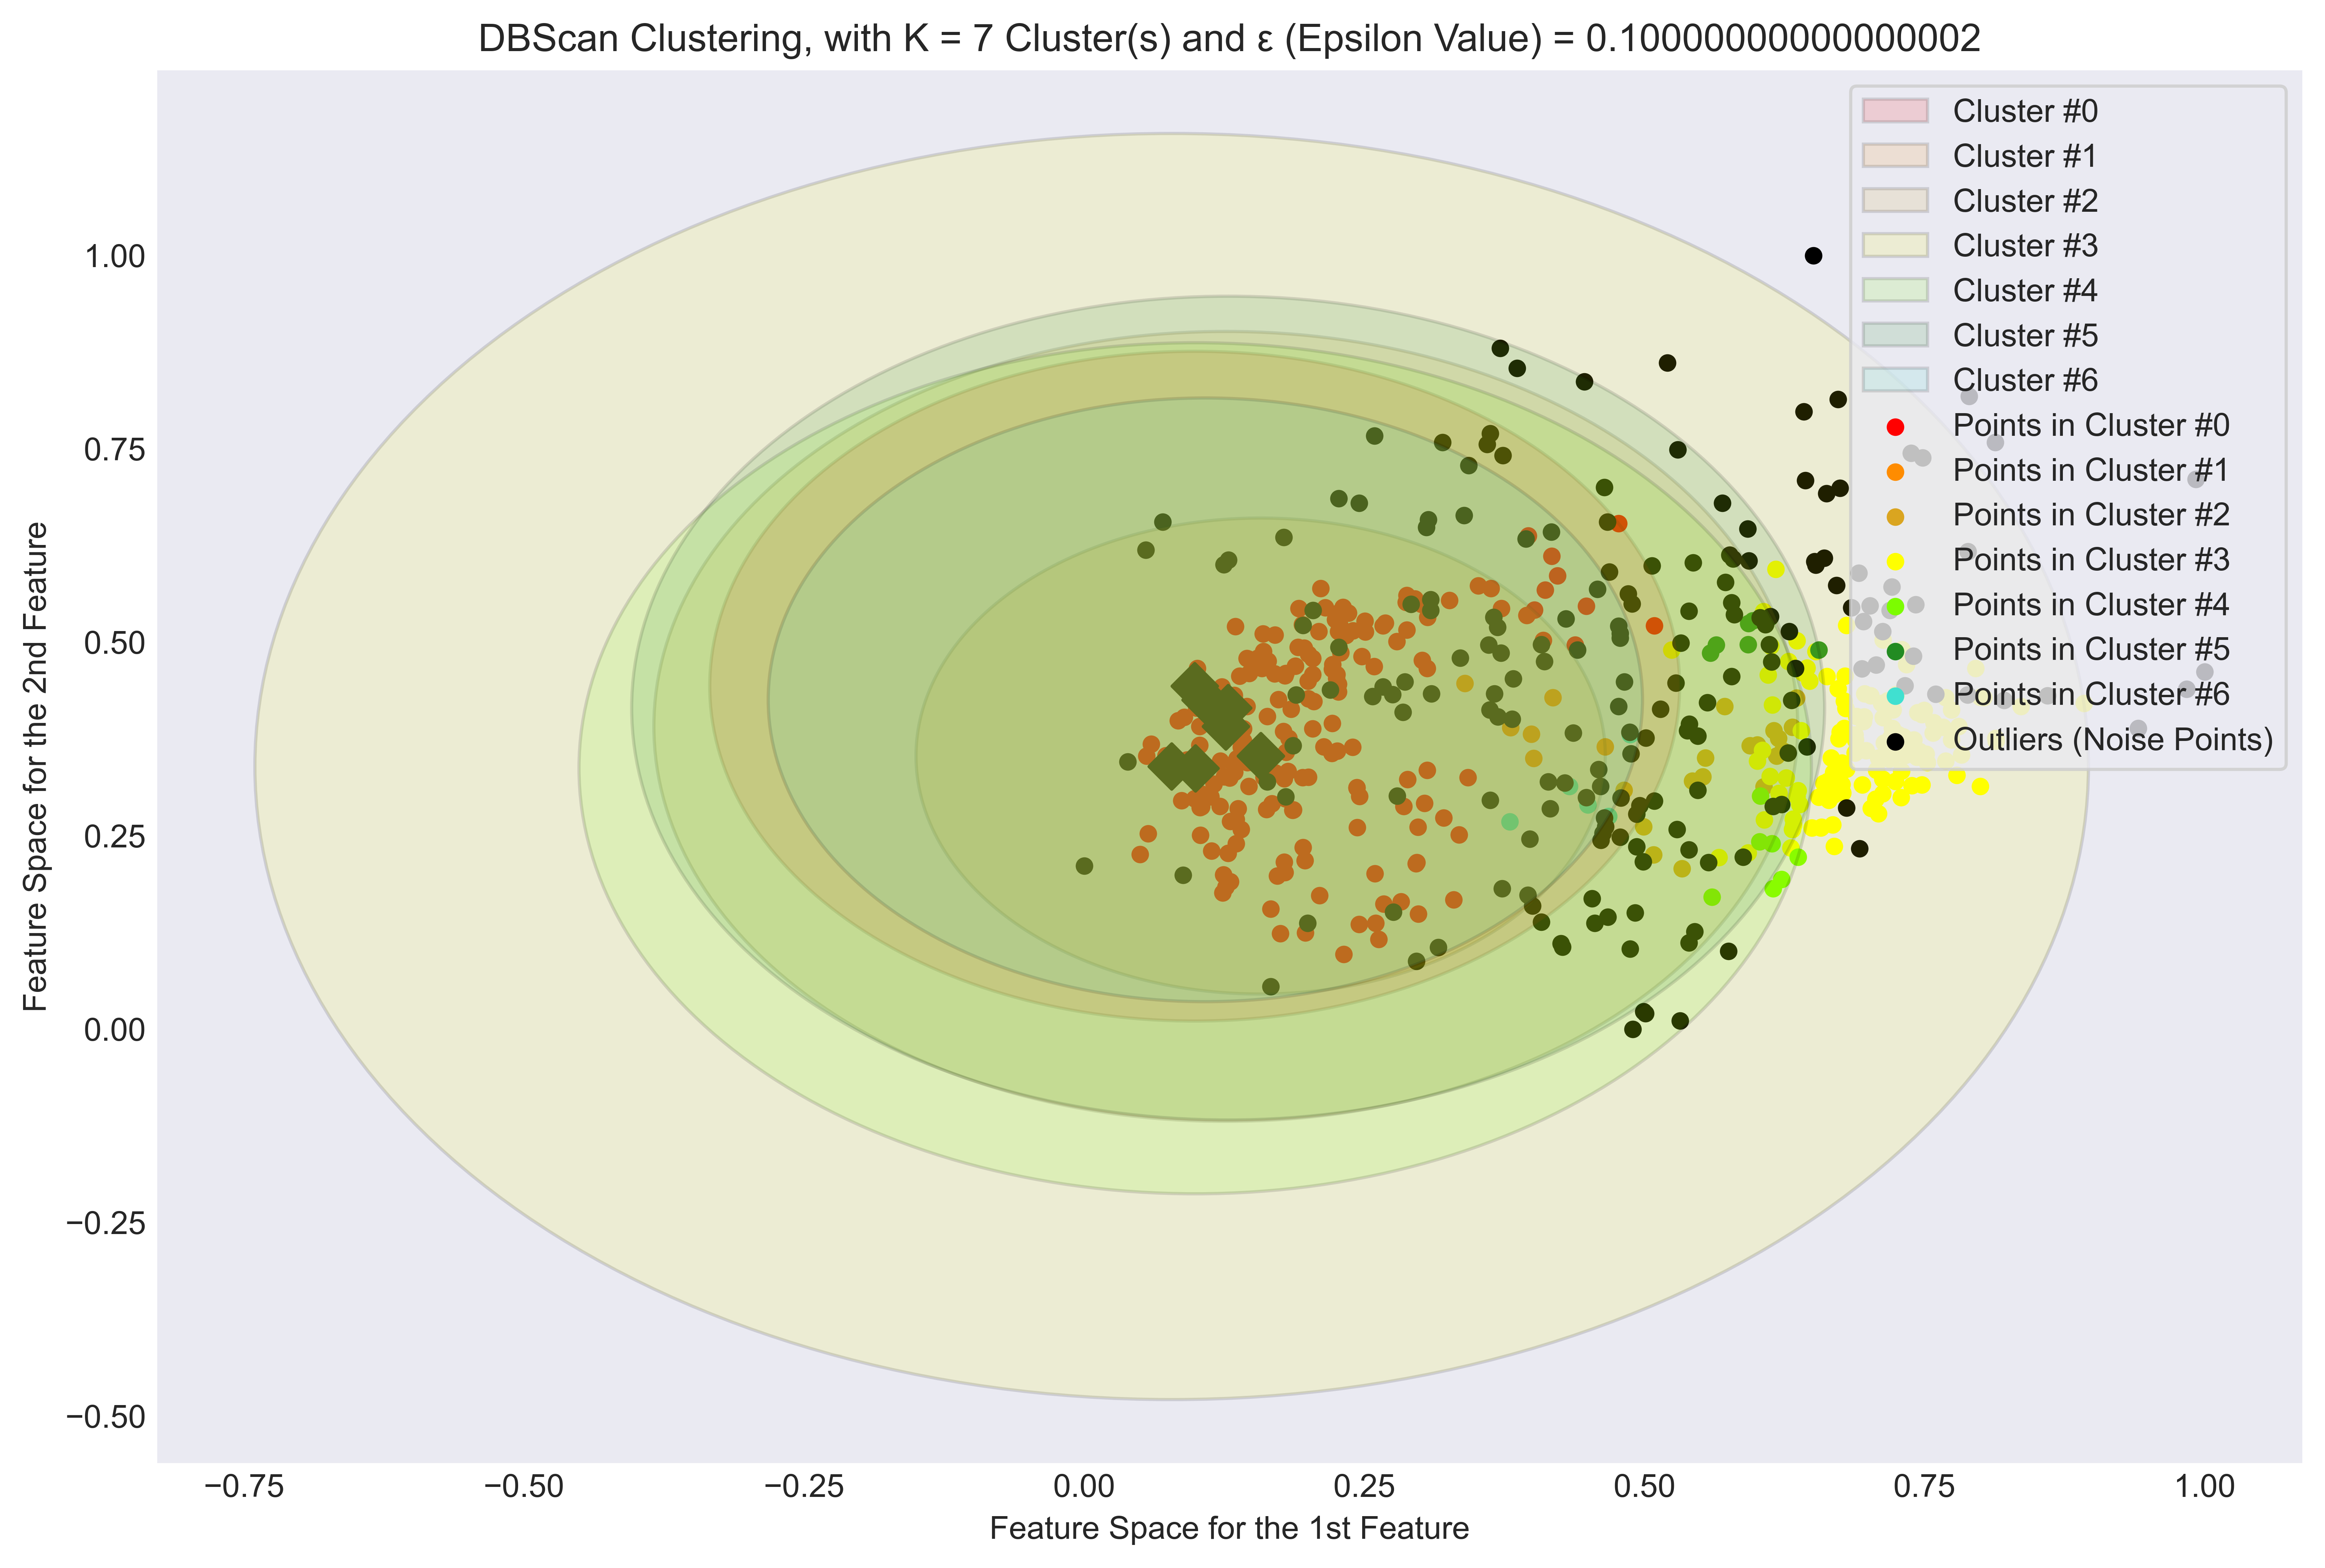 DBScan Clustering, with K = 7 Cluster(s) and ε (Epsilon Value) = 0.10000000000000002
Cluster #0
Cluster #1
Cluster #2
Cluster #3
Cluster #4
Cluster #5
Cluster #6
Points in Cluster #0
Points in Cluster #1
Points in Cluster #2
Points in Cluster #3
Points in Cluster #4
Points in Cluster #5
Points in Cluster #6
Outliers (Noise Points)
Feature Space for the 2nd Feature
1.00
0.75
0.50
0.25
0.00
−0.25
−0.50
−0.75
−0.50
−0.25
0.00
0.25
0.50
0.75
1.00
Feature Space for the 1st Feature